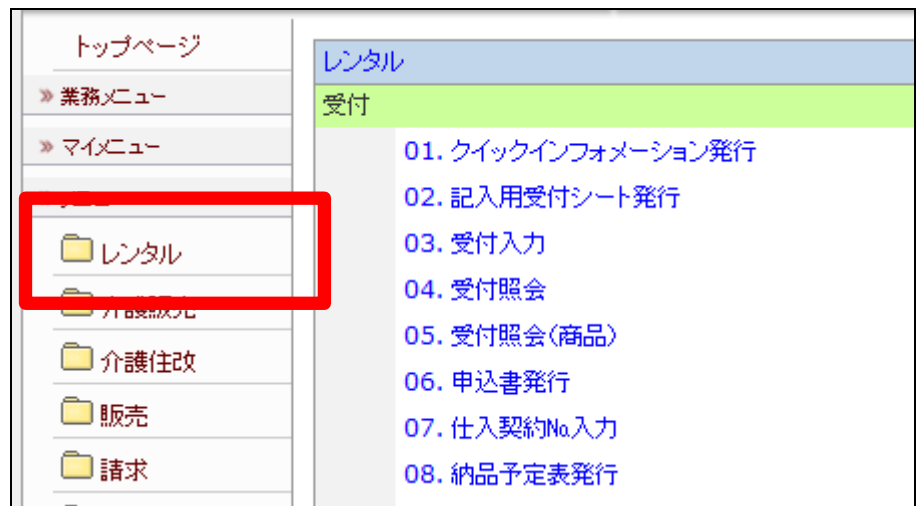 トップページ
» 業務メニュー
» マイメニュー
レンタル
介護住改
販売
請求
レンタル
受付
01. クイックインフォメーション発行
02. 記入用受付シート発行
03. 受付入力
04. 受付照会
05. 受付照会(商品)
06. 申込書発行
07. 仕入契約No.入力
08. 納品予定表発行